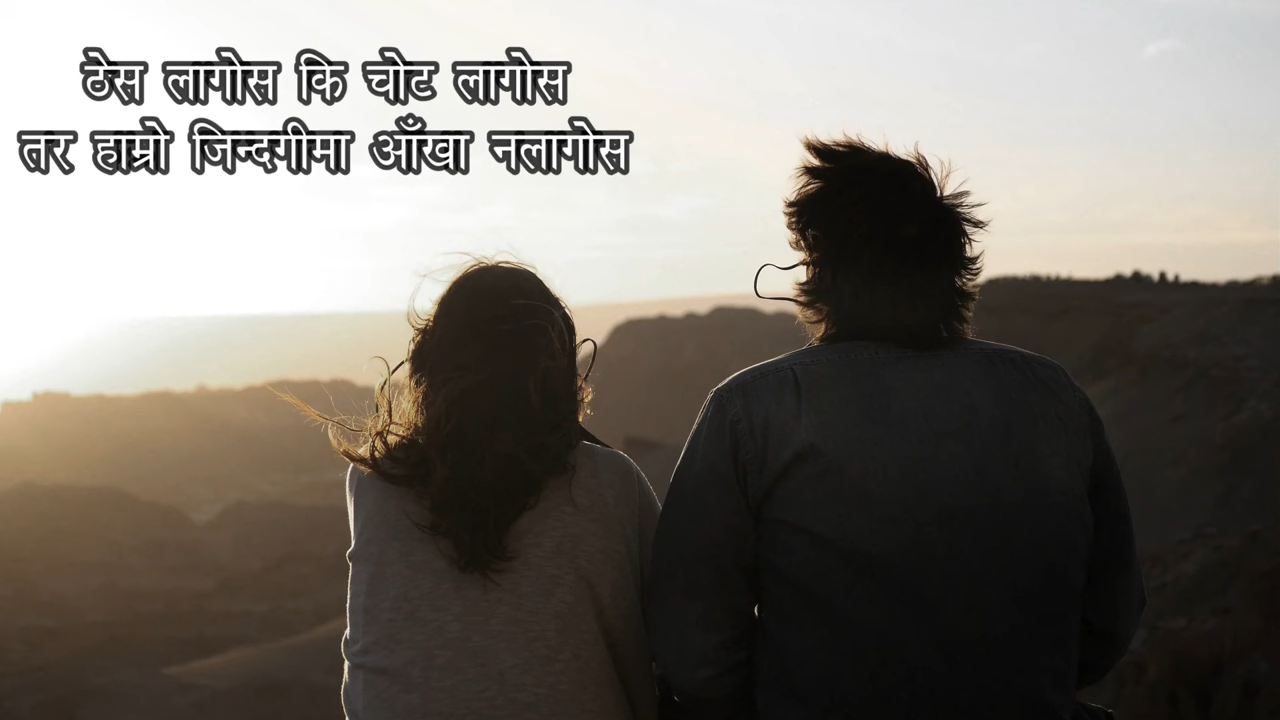 ठेस लागोस कि चोट लागोस
तर हाम्रो जिन्दगीमा आँखा नलागोस